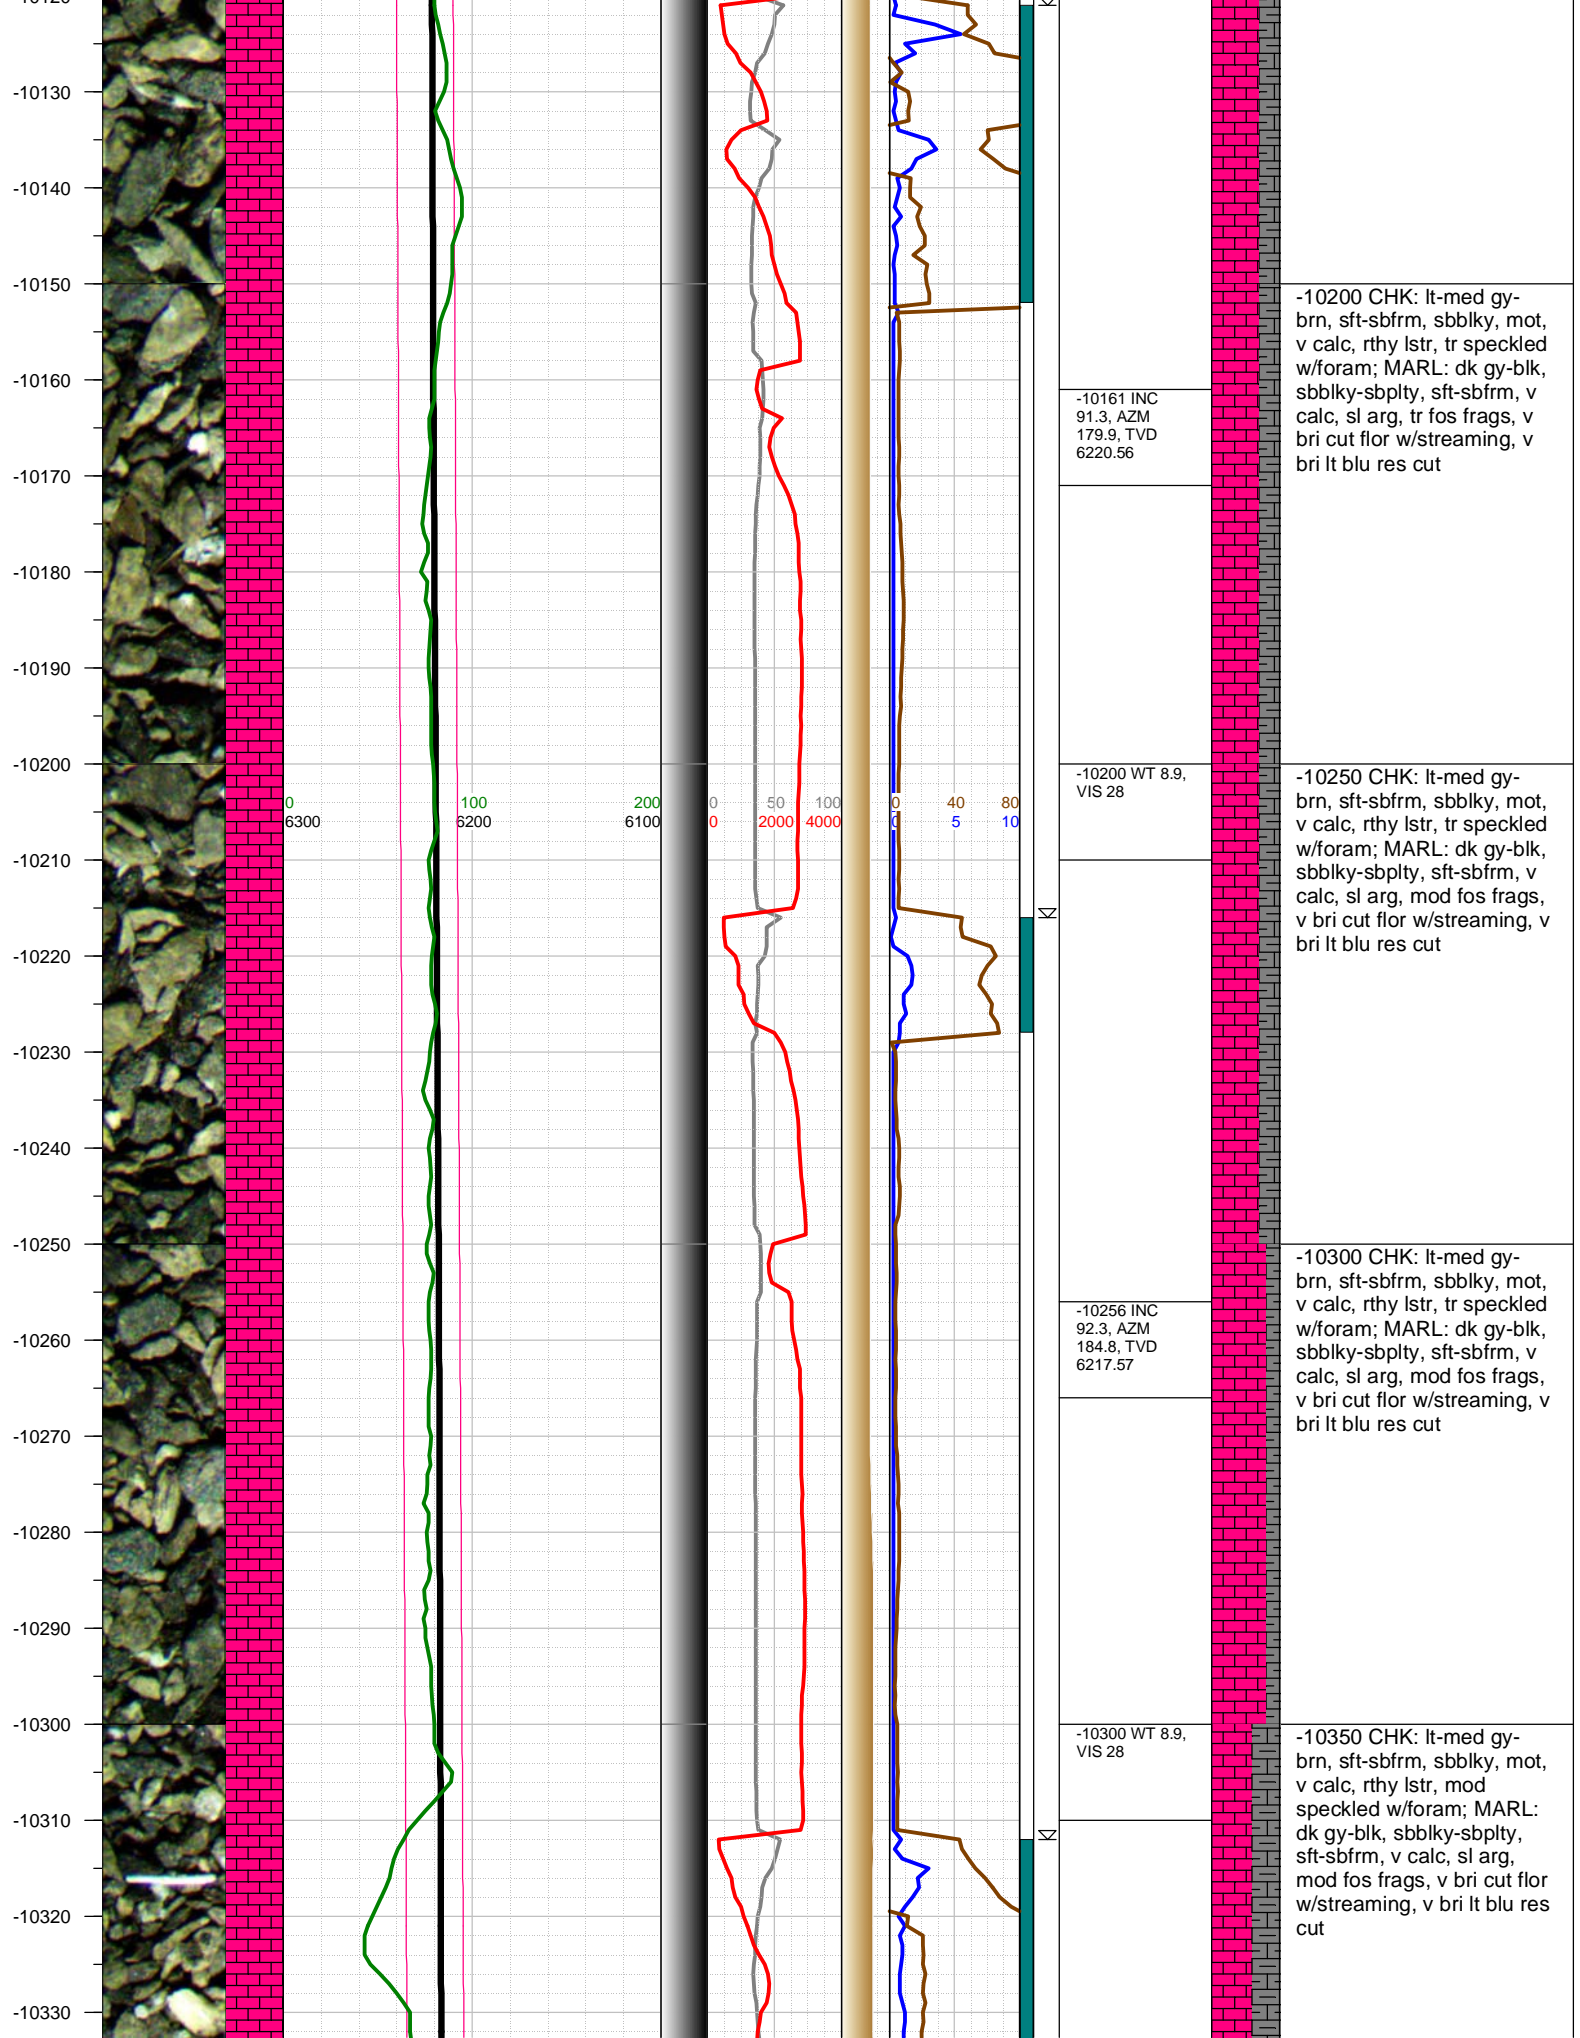 -10120
-10130
-10140
-10150
-10160
-10170
-10180
-10190
-10200
-10210
-10220
-10230
-10240
-10250
-10260
-10270
-10280
-10290
-10300
-10310
-10320
-10330
0 100 200
6300 6200 6100
0 50 100
0 2000 4000
0 40 80
0 5 10
-10161 INC
91.3, AZM
179.9, TVD
6220.56
-10200 WT 8.9,
VIS 28
-10256 INC
92.3, AZM
184.8, TVD
6217.57
-10300 WT 8.9,
VIS 28
-10200 CHK: lt-med gy-
brn, sft-sbfrm, sbblky, mot,
v calc, rthy lstr, tr speckled
w/foram; MARL: dk gy-blk,
sbblky-sbplty, sft-sbfrm, v
calc, sl arg, tr fos frags, v
bri cut flor w/streaming, v
bri lt blu res cut
-10250 CHK: lt-med gy-
brn, sft-sbfrm, sbblky, mot,
v calc, rthy lstr, tr speckled
w/foram; MARL: dk gy-blk,
sbblky-sbplty, sft-sbfrm, v
calc, sl arg, mod fos frags,
v bri cut flor w/streaming, v
bri lt blu res cut
-10300 CHK: lt-med gy-
brn, sft-sbfrm, sbblky, mot,
v calc, rthy lstr, tr speckled
w/foram; MARL: dk gy-blk,
sbblky-sbplty, sft-sbfrm, v
calc, sl arg, mod fos frags,
v bri cut flor w/streaming, v
bri lt blu res cut
-10350 CHK: lt-med gy-
brn, sft-sbfrm, sbblky, mot,
v calc, rthy lstr, mod
speckled w/foram; MARL:
dk gy-blk, sbblky-sbplty,
sft-sbfrm, v calc, sl arg,
mod fos frags, v bri cut flor
w/streaming, v bri lt blu res
cut